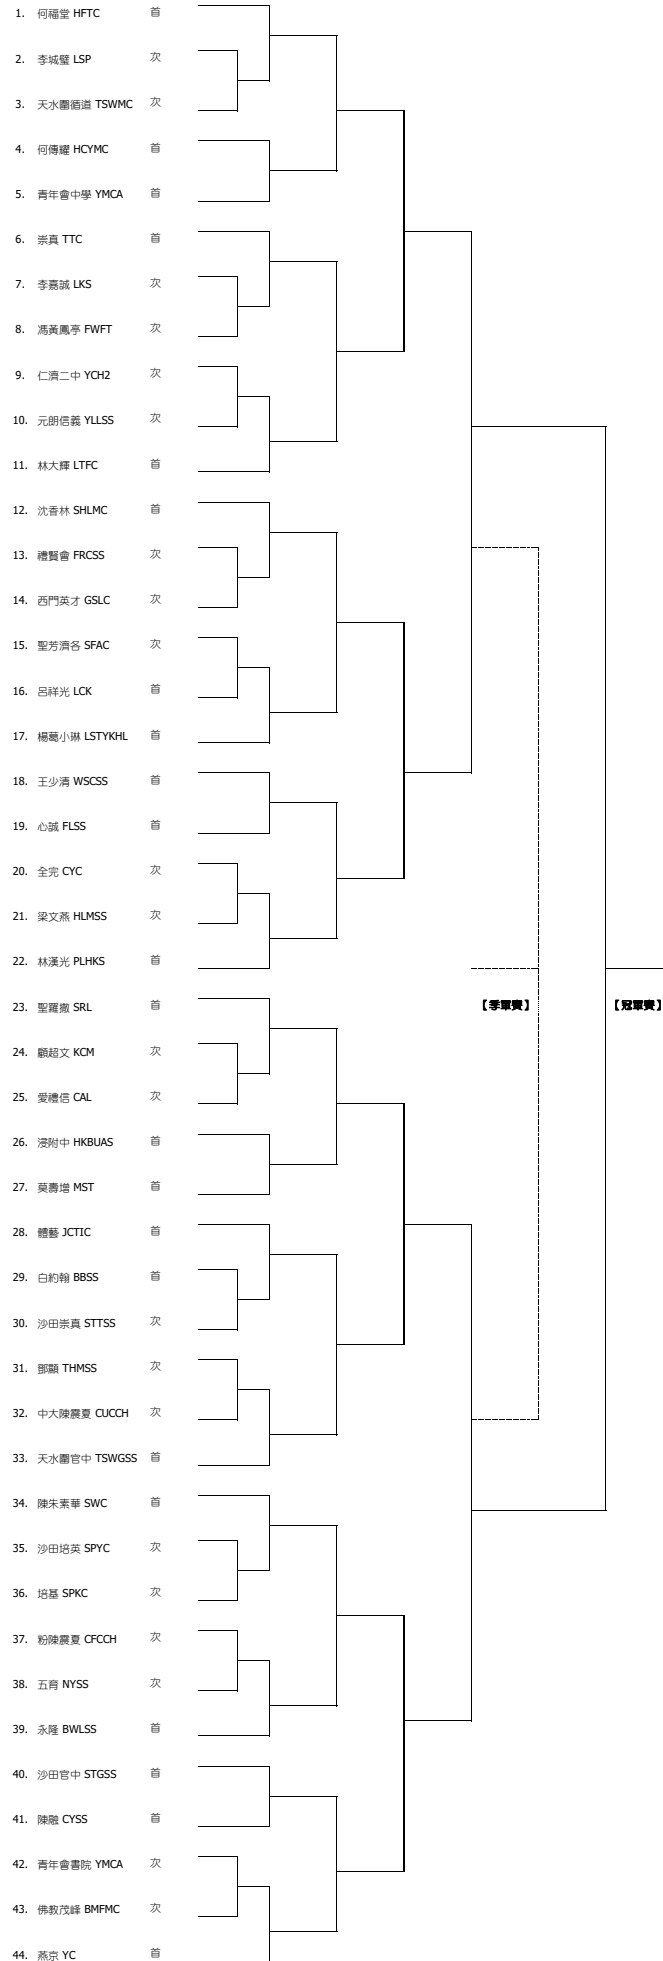 1. 何福堂 HFTC 首
2. 李城璧 LSP 次
3. 天水圍循道 TSWMC 次
4. 何傳耀 HCYMC 首
5. 青年會中學 YMCA 首
6. 崇真 TTC 首
7. 李嘉誠 LKS 次
8. 馮黃鳳亭 FWFT 次
9. 仁濟二中 YCH2 次
10. 元朗信義 YLLSS 次
11. 林大輝 LTFC 首
12. 沈香林 SHLMC 首
13. 禮賢會 FRCSS 次
14. 西門英才 GSLC 次
15. 聖芳濟各 SFAC 次
16. 呂祥光 LCK 首
17. 楊葛小琳 LSTYKHL 首
18. 王少清 WSCSS 首
19. 心誠 FLSS 首
20. 全完 CYC 次
21. 梁文燕 HLMSS 次
22. 林漢光 PLHKS 首
【季軍賽】 【冠軍賽】
23. 聖羅撒 SRL 首
24. 顧超文 KCM 次
25. 愛禮信 CAL 次
26. 浸附中 HKBUAS 首
27. 莫壽增 MST 首
28. 體藝 JCTIC 首
29. 白約翰 BBSS 首
30. 沙田崇真 STTSS 次
31. 鄧顯 THMSS 次
32. 中大陳震夏 CUCCH 次
33. 天水圍官中 TSWGSS 首
34. 陳朱素華 SWC 首
35. 沙田培英 SPYC 次
36. 培基 SPKC 次
37. 粉陳震夏 CFCCH 次
38. 五育 NYSS 次
39. 永隆 BWLSS 首
40. 沙田官中 STGSS 首
41. 陳融 CYSS 首
42. 青年會書院 YMCA 次
43. 佛教茂峰 BMFMC 次
44. 燕京 YC 首